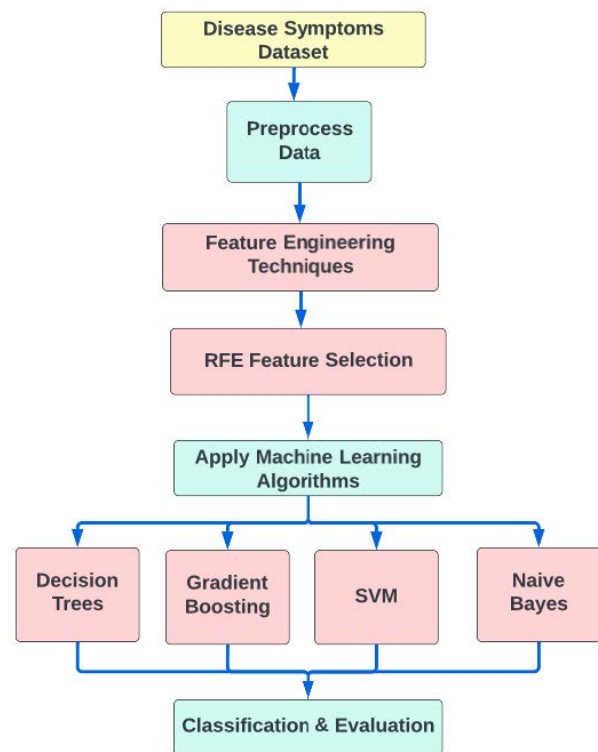 Disease Symptoms
Dataset
Preprocess
Data
Feature Engineering
Techniques
RFE Feature Selection
Apply Machine Learning
Algorithms
Decision
Trees
Gradient
Boosting
SVM
Naive
Bayes
Classification & Evaluation